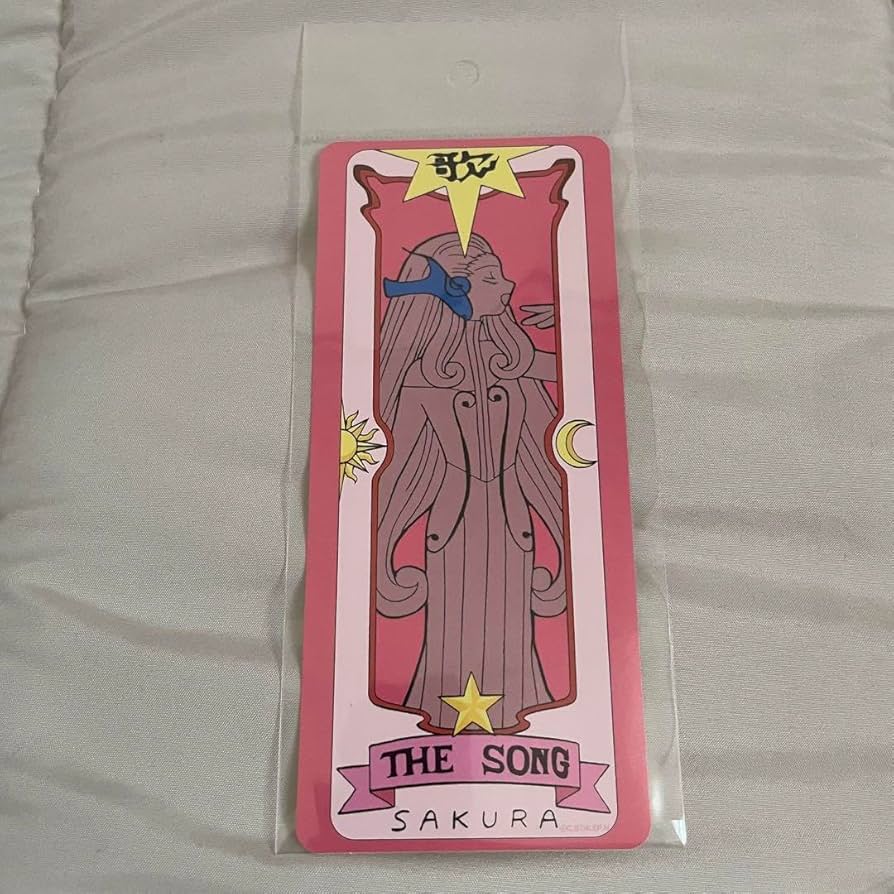 歌
THE SONG
SAKURA